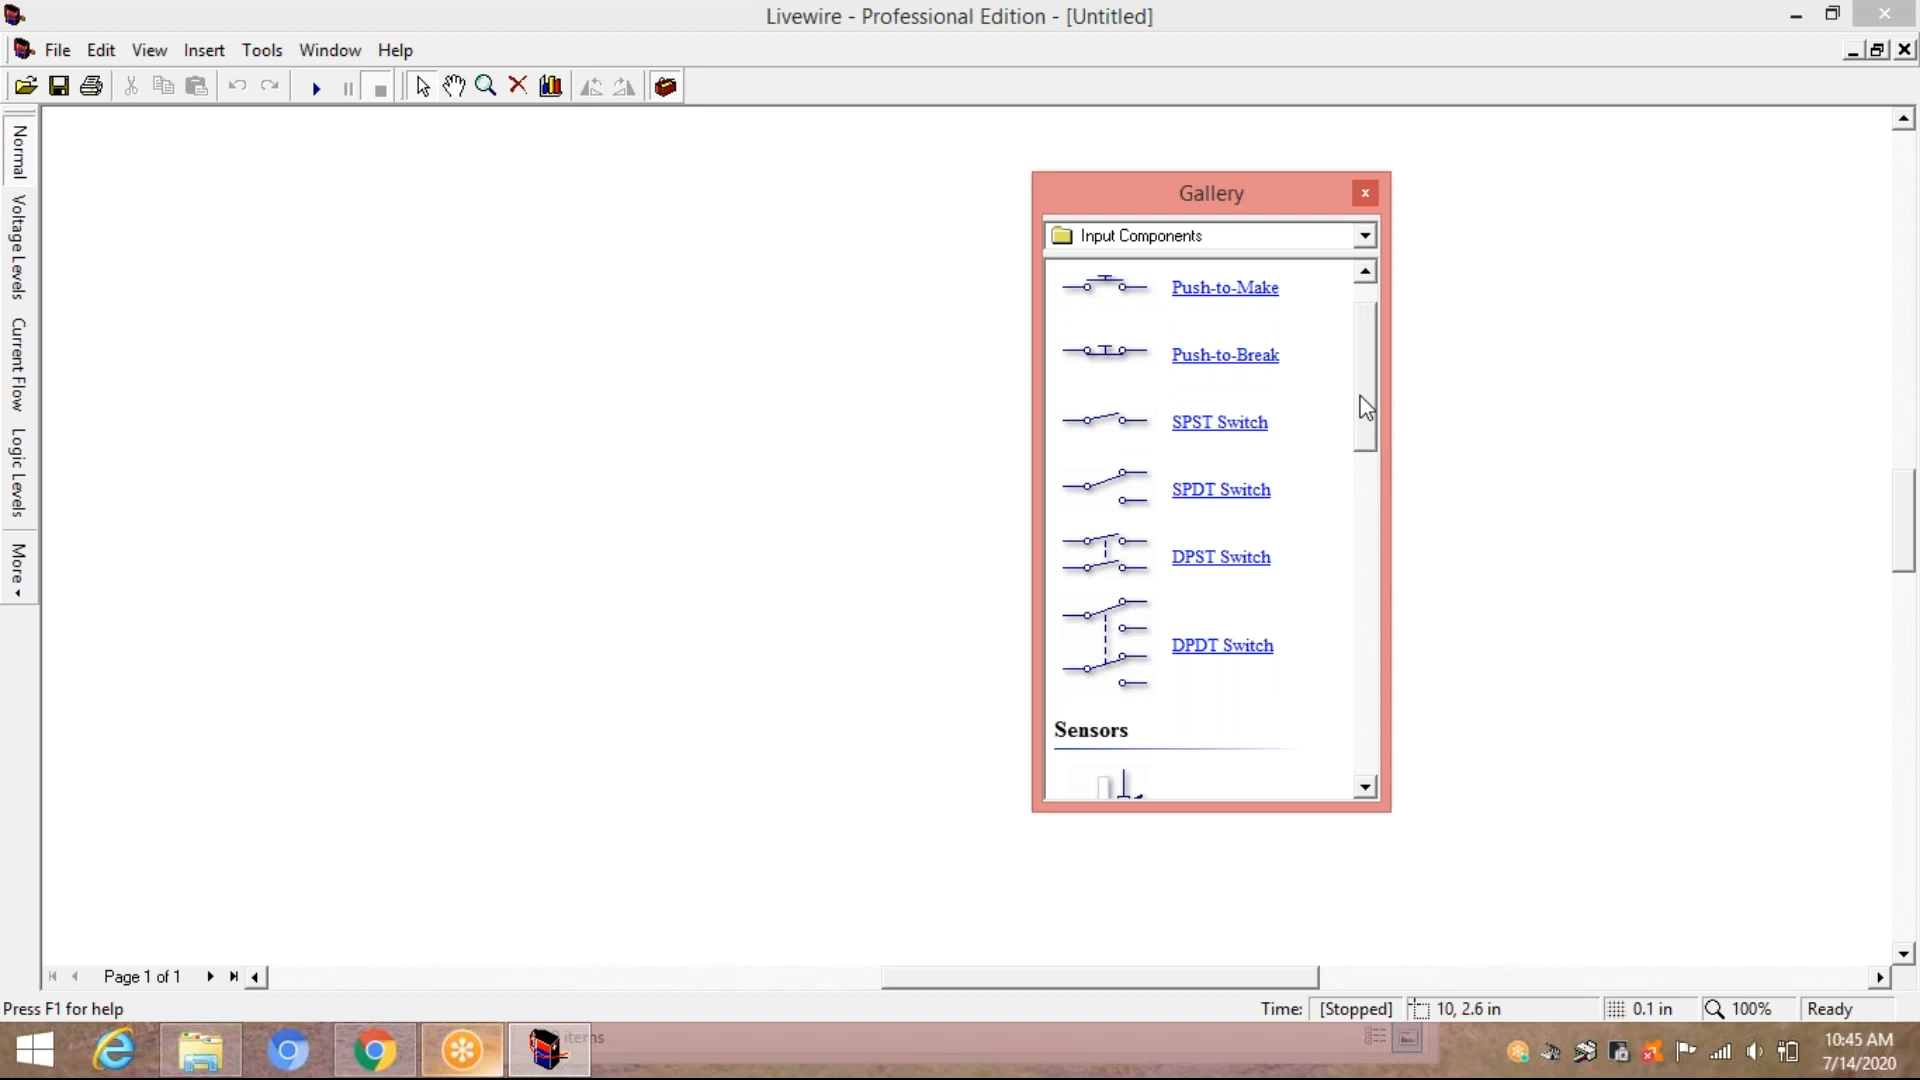 Livewire - Professional Edition - [Untitled]
File Edit View Insert Tools Window Help
Normal
Voltage Levels
Current Flow
Logic Levels
More
Gallery
Input Components
Push-to-Make
Push-to-Break
SPST Switch
SPDT Switch
DPST Switch
DPDT Switch
Sensors
Page 1 of 1
Press F1 for help
Time: [Stopped] 10, 2.6 in 0.1 in 100% Ready
items
10:45 AM
7/14/2020